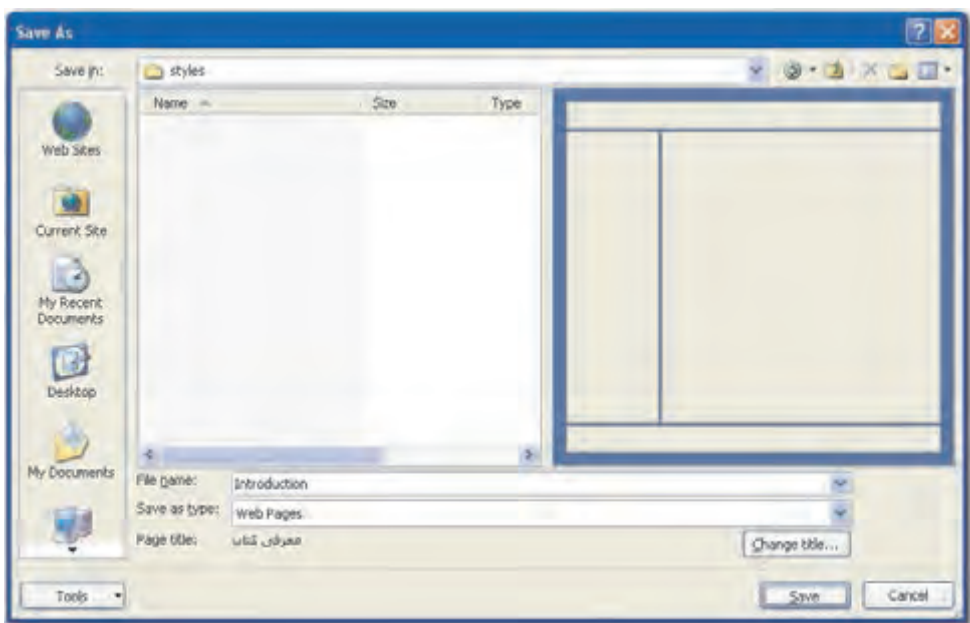 Save As
Save in:
styles
Name
Size
Type
Web Sites
Current Site
My Recent
Documents
Desktop
My Documents
File name:
Introduction
Save as type:
Web Pages
Page title:
معرفی کتاب
Change title...
Tools
Save
Cancel